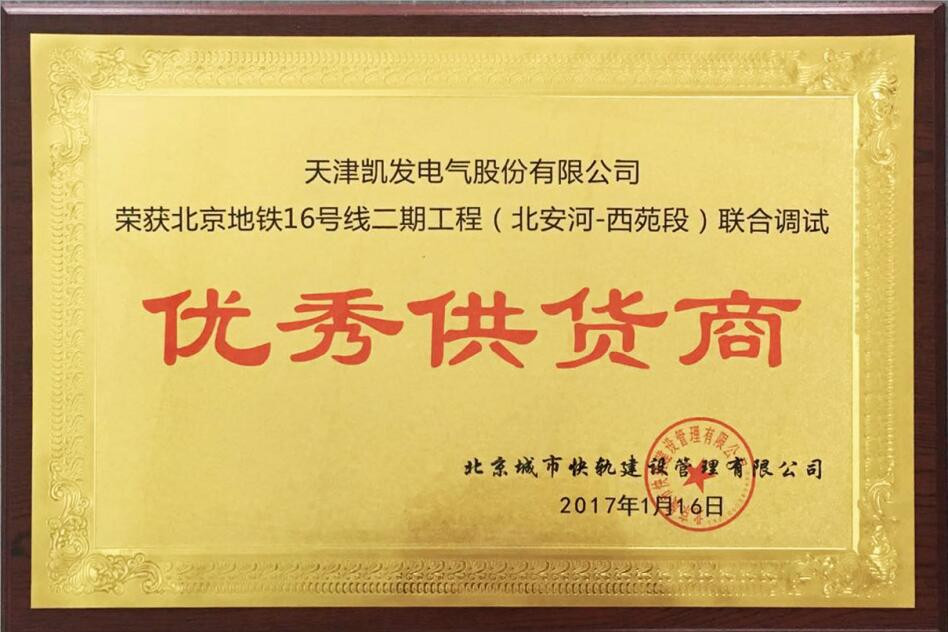 天津凯发电气股份有限公司
荣获北京地铁16号线二期工程（北安河-西苑段）联合调试
优秀供货商
北京城市快轨建设管理有限公司
2017年1月16日